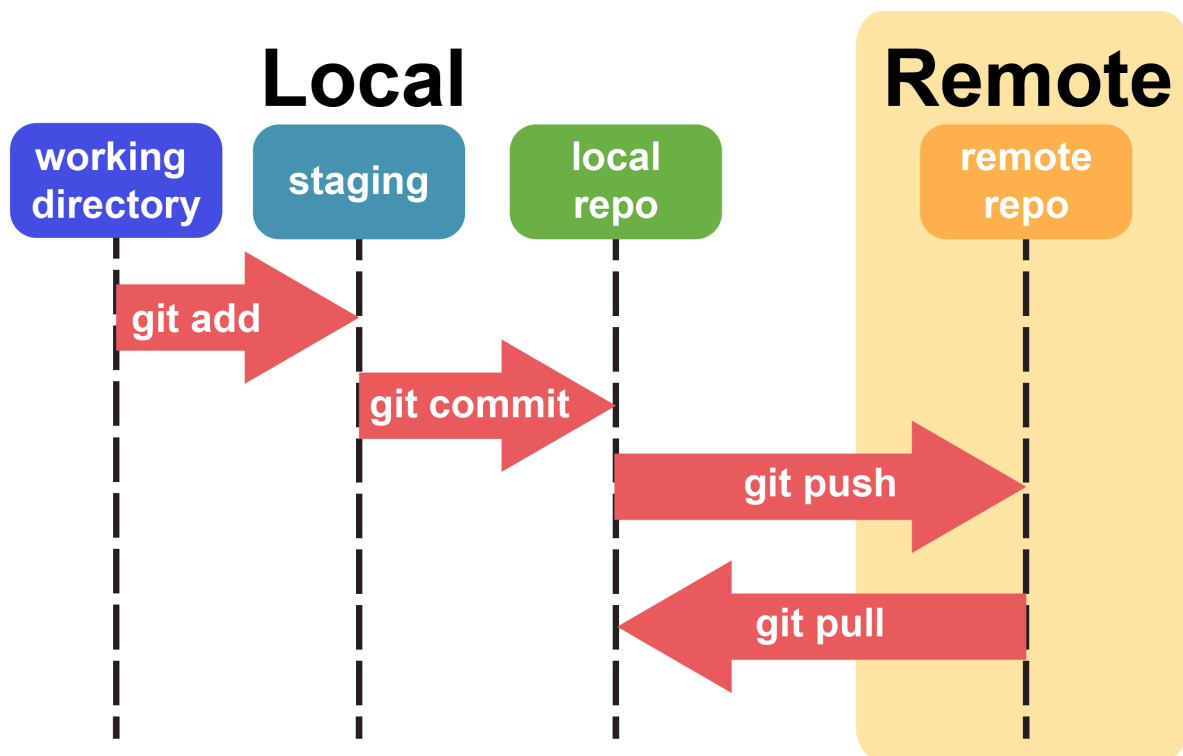 Local
Remote
working
directory
staging
local
repo
remote
repo
git add
git commit
git push
git pull